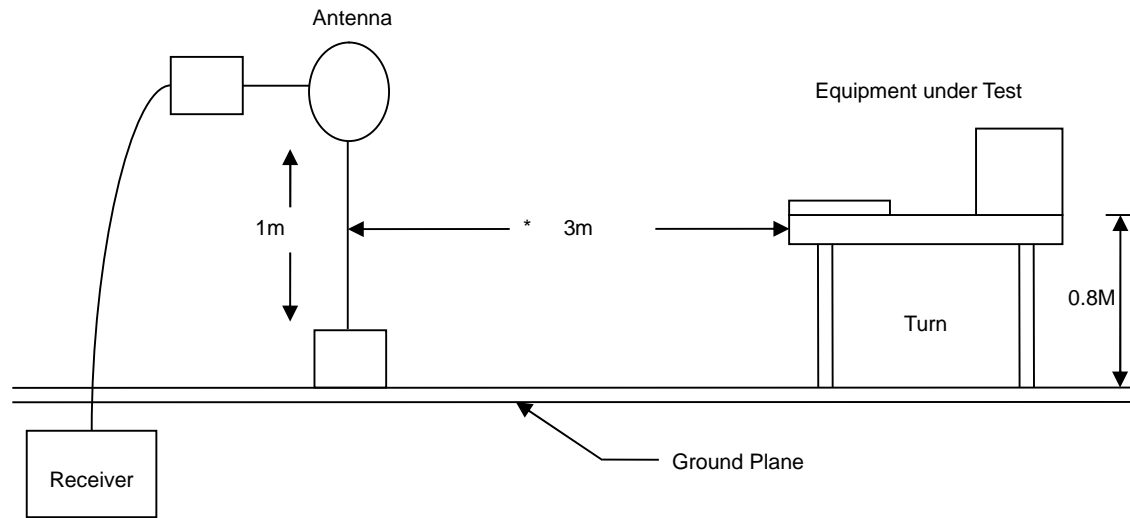 Antenna
Equipment under Test
1m
* 3m
0.8M
Turn
Ground Plane
Receiver